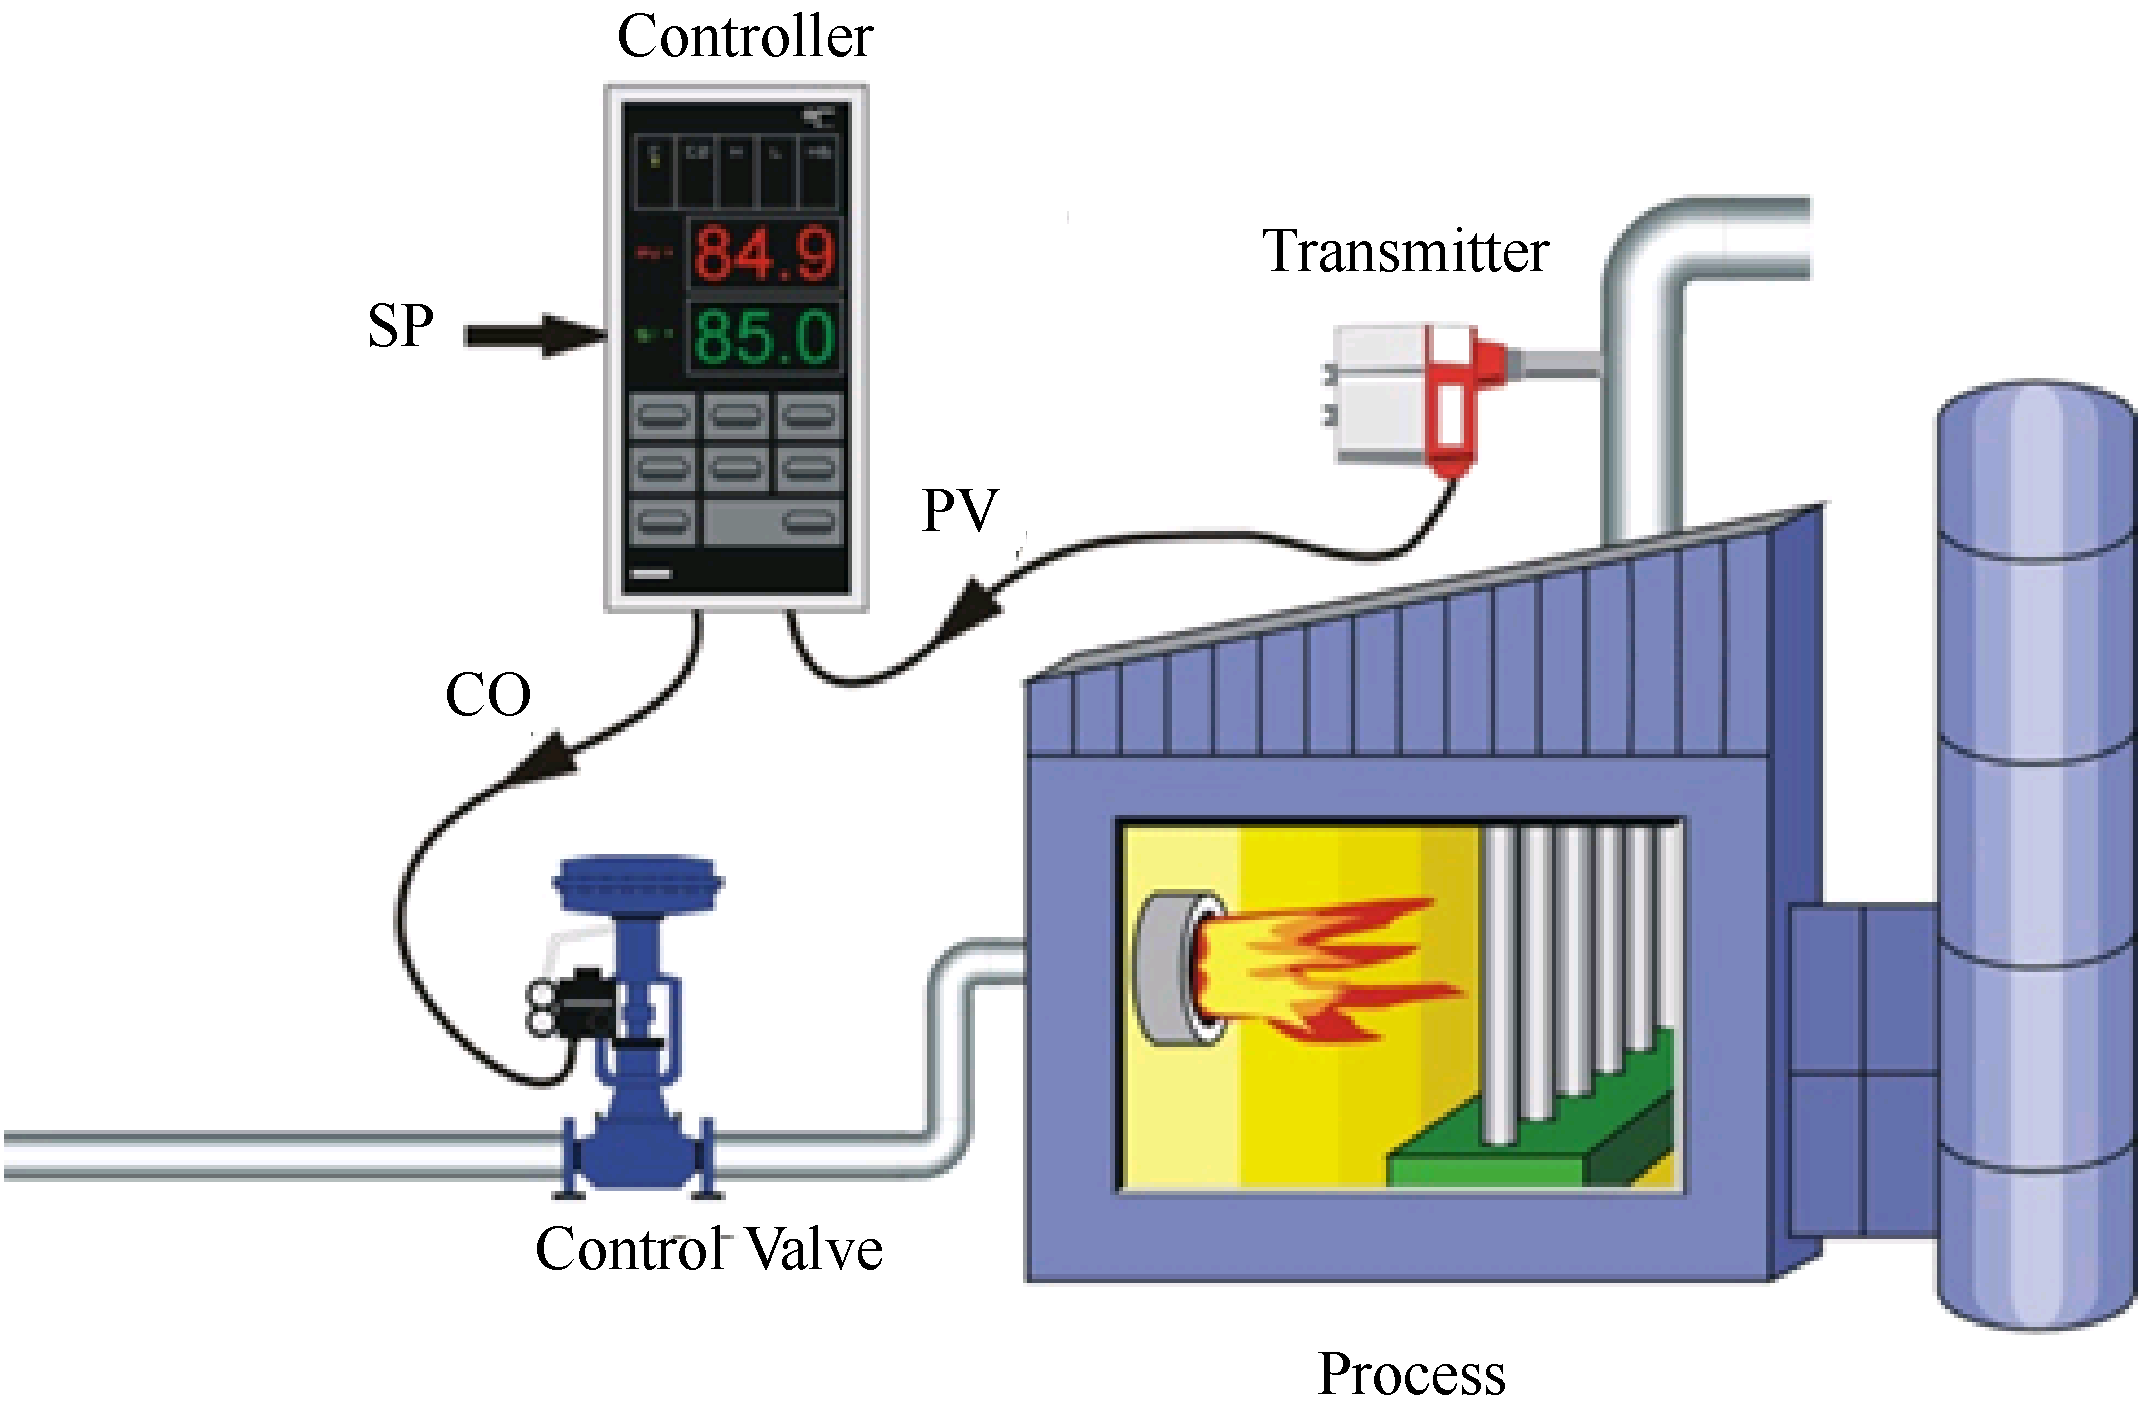 Controller
°C
84.9
85.0
SP
Transmitter
PV
CO
Control Valve
Process